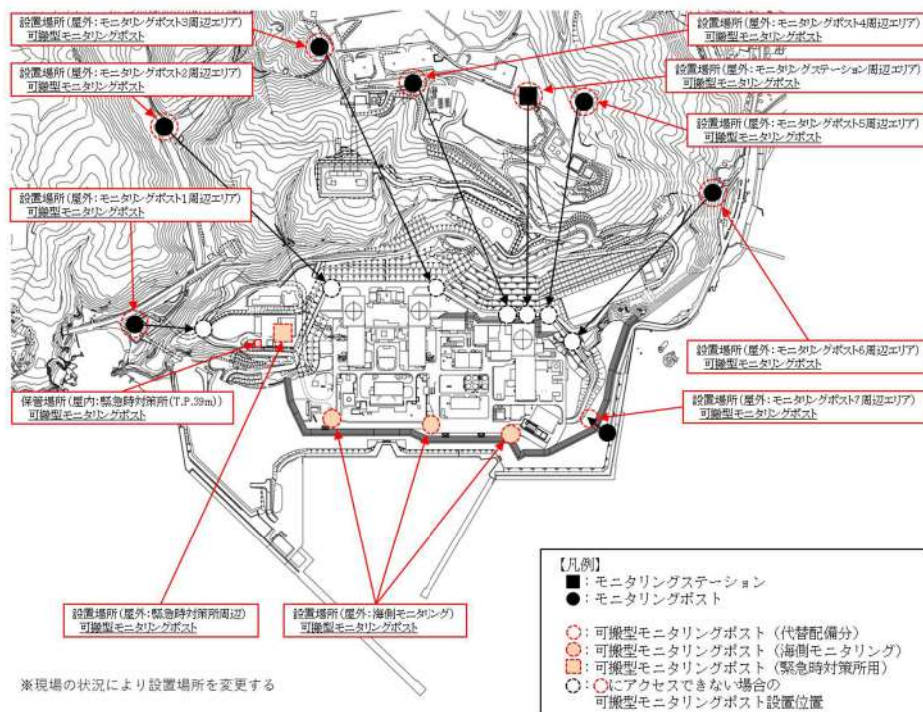 設置場所(屋外:モニタリングポスト3周辺エリア)
可搬型モニタリングポスト
設置場所(屋外:モニタリングポスト4周辺エリア)
可搬型モニタリングポスト
設置場所(屋外:モニタリングポスト2周辺エリア)
可搬型モニタリングポスト
設置場所(屋外:モニタリングステーション周辺エリア)
可搬型モニタリングポスト
設置場所(屋外:モニタリングポスト5周辺エリア)
可搬型モニタリングポスト
設置場所(屋外:モニタリングポスト1周辺エリア)
可搬型モニタリングポスト
設置場所(屋外:モニタリングポスト6周辺エリア)
可搬型モニタリングポスト
保管場所(屋内:緊急時対策所(T.P.39m))
可搬型モニタリングポスト
設置場所(屋外:モニタリングポスト7周辺エリア)
可搬型モニタリングポスト
設置場所(屋外:緊急時対策所周辺)
可搬型モニタリングポスト
設置場所(屋外:海側モニタリング)
可搬型モニタリングポスト
【凡例】
■:モニタリングステーション
●:モニタリングポスト
:可搬型モニタリングポスト(代替配備分)
:可搬型モニタリングポスト(海側モニタリング)
:可搬型モニタリングポスト(緊急時対策所用)
:◌にアクセスできない場合の
可搬型モニタリングポスト設置位置
※現場の状況により設置場所を変更する